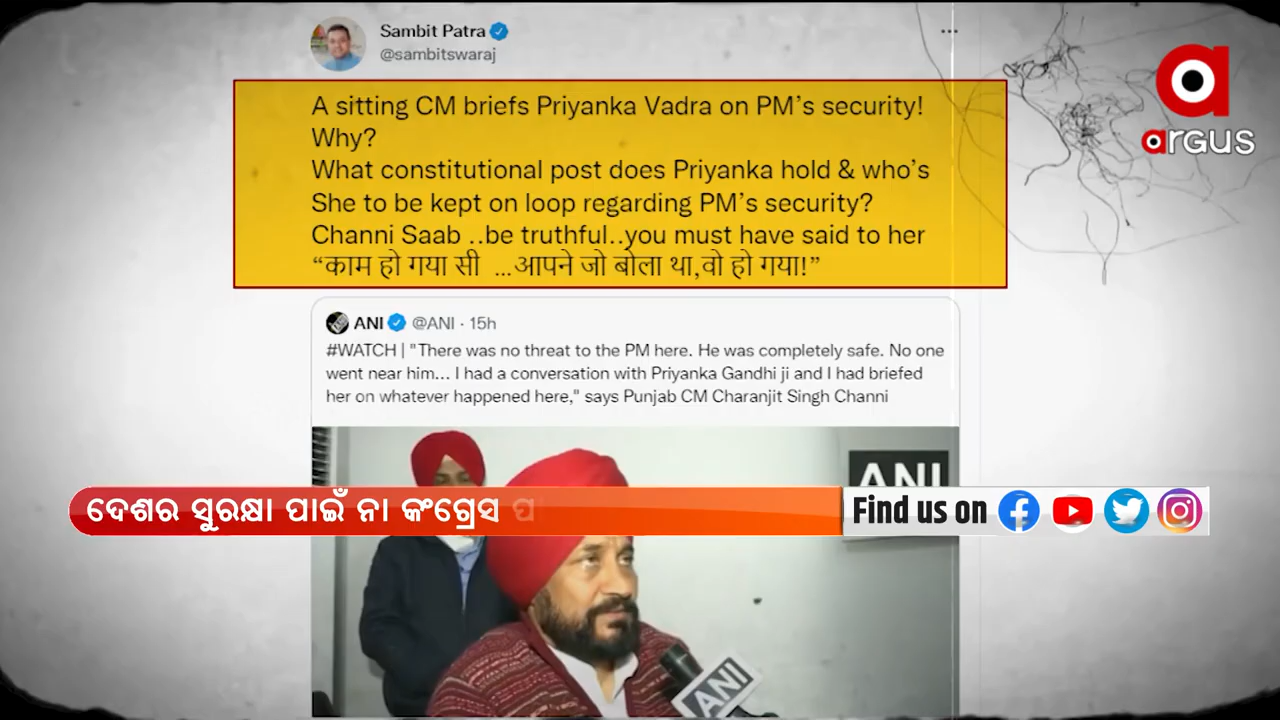 Sambit Patra
@sambitswaraj
...
A sitting CM briefs Priyanka Vadra on PM’s security!
Why?
What constitutional post does Priyanka hold & who’s
She to be kept on loop regarding PM’s security?
Channi Saab ..be truthful..you must have said to her
“काम हो गया सी ...आपने जो बोला था,वो हो गया!”
argus
ANI @ANI · 15h
#WATCH | "There was no threat to the PM here. He was completely safe. No one
went near him... I had a conversation with Priyanka Gandhi ji and I had briefed
her on whatever happened here," says Punjab CM Charanjit Singh Channi
ANI
ଦେଶର ସୁରକ୍ଷା ପାଇଁ ନା କଂଗ୍ରେସ
Find us on
ANI